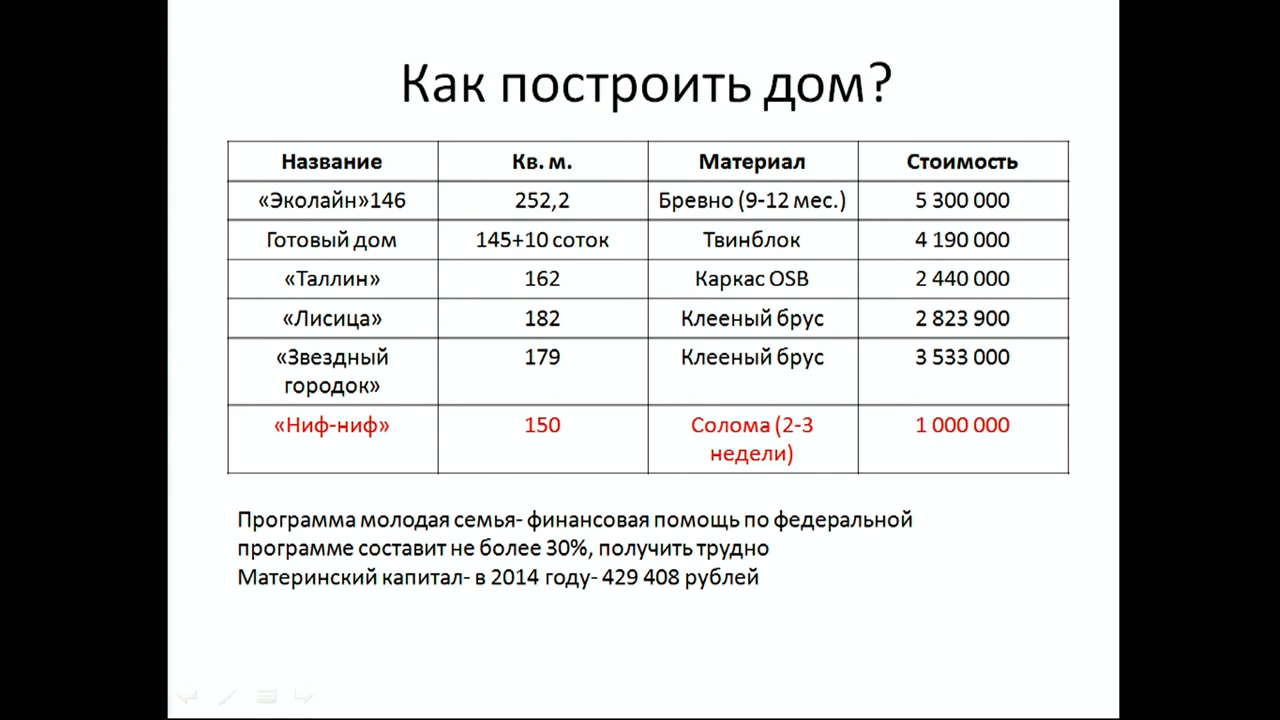 Как построить дом?
Название Кв. м. Материал Стоимость
«Эколайн»146 252,2 Бревно (9-12 мес.) 5 300 000
Готовый дом 145+10 соток Твинблок 4 190 000
«Таллин» 162 Каркас OSB 2 440 000
«Лисица» 182 Клееный брус 2 823 900
«Звездный 179 Клееный брус 3 533 000
городок»
«Ниф-ниф» 150 Солома (2-3 1 000 000
недели)
Программа молодая семья- финансовая помощь по федеральной
программе составит не более 30%, получить трудно
Материнский капитал- в 2014 году- 429 408 рублей